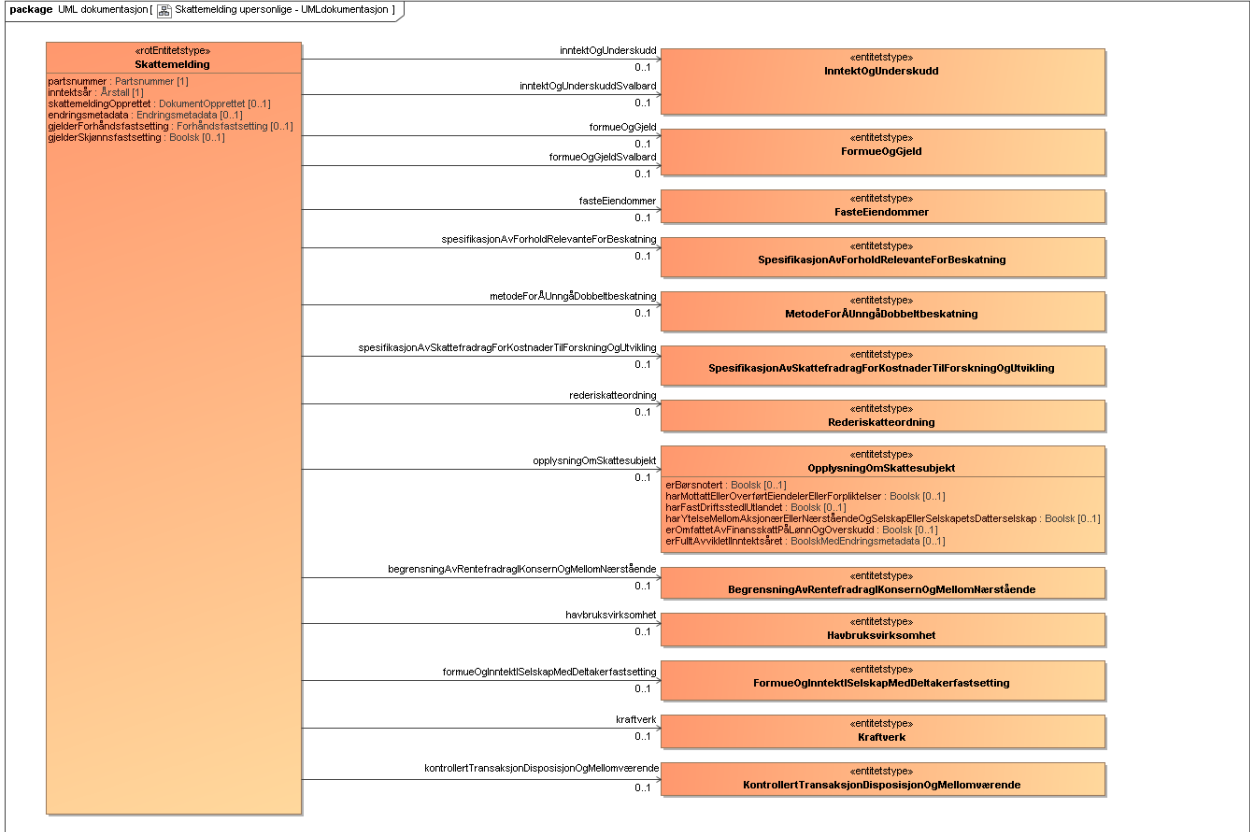 package UML dokumentasjon [ Skattemelding upersonlige - UMLdokumentasjon ]
«rotEntitetstype»
Skattemelding
partsnummer : Partsnummer [1]
inntektsår : Årstall [1]
skattemeldingOpprettet : DokumentOpprettet [0..1]
endringsmetadata : Endringsmetadata [0..1]
gjelderForhåndsfastsetting : Forhåndsfastsetting [0..1]
gjelderSkjønnsfastsetting : Boolsk [0..1]
inntektOgUnderskudd
0..1
inntektOgUnderskuddSvalbard
0..1
«entitetstype»
InntektOgUnderskudd
formueOgGjeld
0..1
formueOgGjeldSvalbard
0..1
«entitetstype»
FormueOgGjeld
fasteEiendommer
0..1
«entitetstype»
FasteEiendommer
spesifikasjonAvForholdRelevanteForBeskatning
0..1
«entitetstype»
SpesifikasjonAvForholdRelevanteForBeskatning
metodeForÅUnngåDobbeltbeskatning
0..1
«entitetstype»
MetodeForÅUnngåDobbeltbeskatning
spesifikasjonAvSkattefradragForKostnaderTilForskningOgUtvikling
0..1
«entitetstype»
SpesifikasjonAvSkattefradragForKostnaderTilForskningOgUtvikling
rederiskatteordning
0..1
«entitetstype»
Rederiskatteordning
opplysningOmSkattesubjekt
0..1
«entitetstype»
OpplysningOmSkattesubjekt
erBørsnotert : Boolsk [0..1]
harMottattEllerOverførtEiendelerEllerForpliktelser : Boolsk [0..1]
harFastDriftsstedIUtlandet : Boolsk [0..1]
harYtelseMellomAksjonærEllerNærståendeOgSelskapEllerSelskapetsDatterselskap : Boolsk [0..1]
erOmfattetAvFinansskattPåLønnOgOverskudd : Boolsk [0..1]
erFulltAvvikletIInntektsåret : BoolskMedEndringsmetadata [0..1]
begrensningAvRentefradragIKonsernOgMellomNærstående
0..1
«entitetstype»
BegrensningAvRentefradragIKonsernOgMellomNærstående
havbruksvirksomhet
0..1
«entitetstype»
Havbruksvirksomhet
formueOgInntektISelskapMedDeltakerfastsetting
0..1
«entitetstype»
FormueOgInntektISelskapMedDeltakerfastsetting
kraftverk
0..1
«entitetstype»
Kraftverk
kontrollertTransaksjonDisposisjonOgMellomværende
0..1
«entitetstype»
KontrollertTransaksjonDisposisjonOgMellomværende